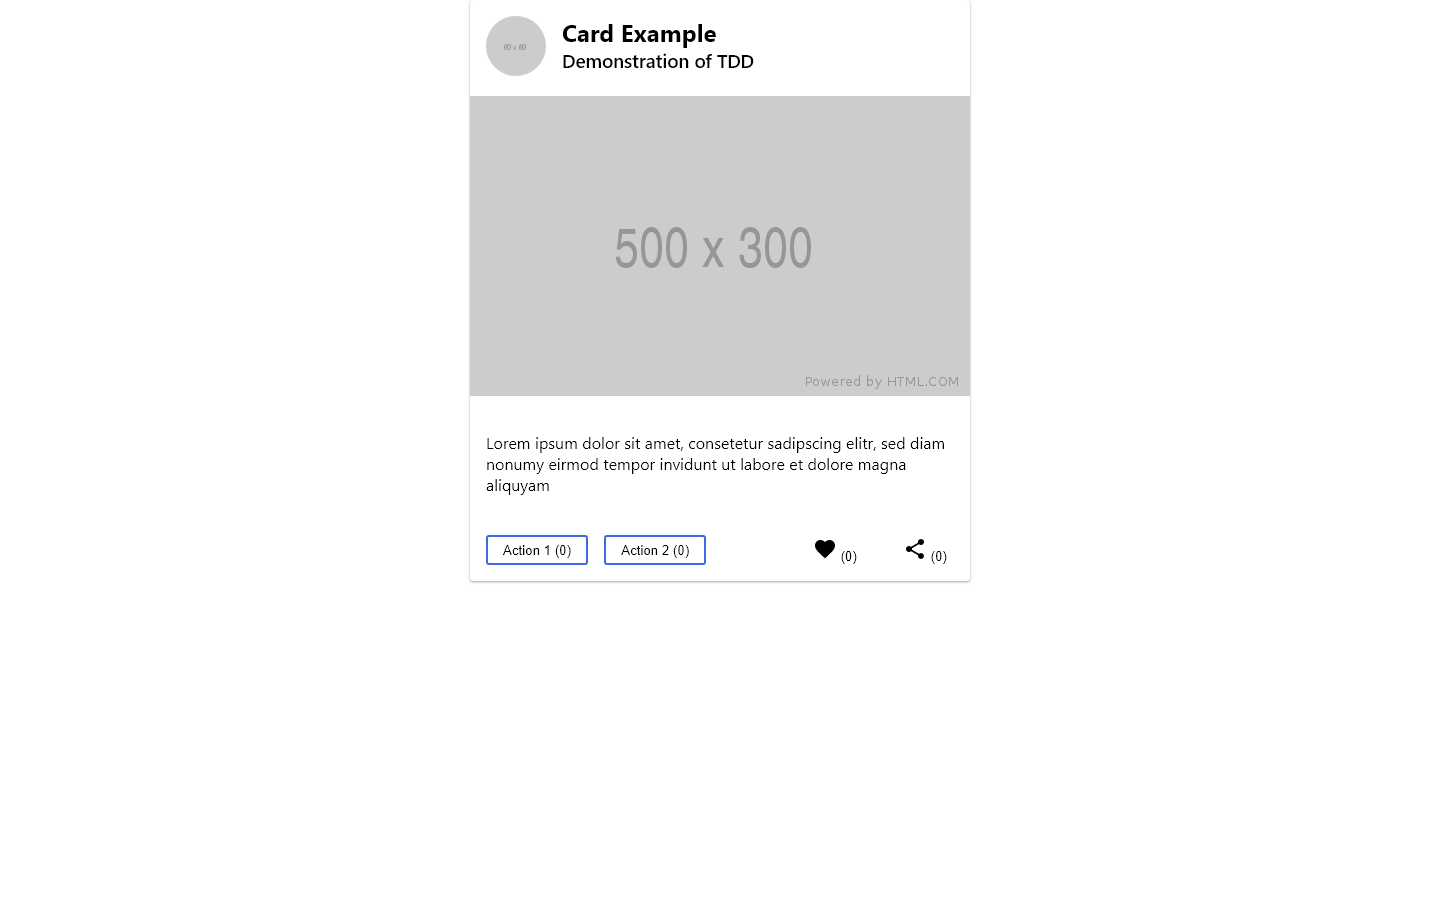 60 x 60
Card Example
Demonstration of TDD
500 x 300
Powered by HTML.COM
Lorem ipsum dolor sit amet, consetetur sadipscing elitr, sed diam
nonumy eirmod tempor invidunt ut labore et dolore magna
aliquyam
Action 1 (0) Action 2 (0) (0) (0)